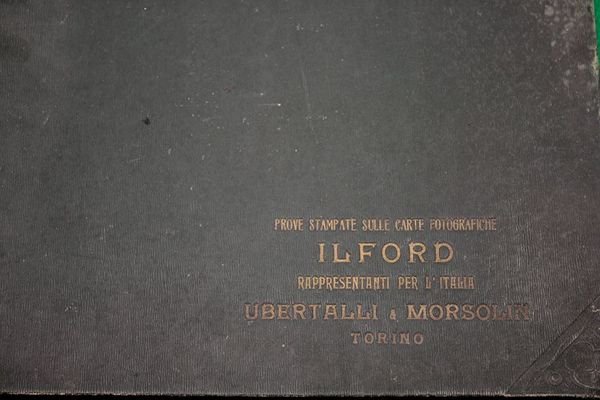 PROVE STAMPATE SULLE CARTE FOTOGRAFICHE
ILFORD
RAPPRESENTANTI PER L'ITALIA
UBERTALLI & MORSOLIN
TORINO